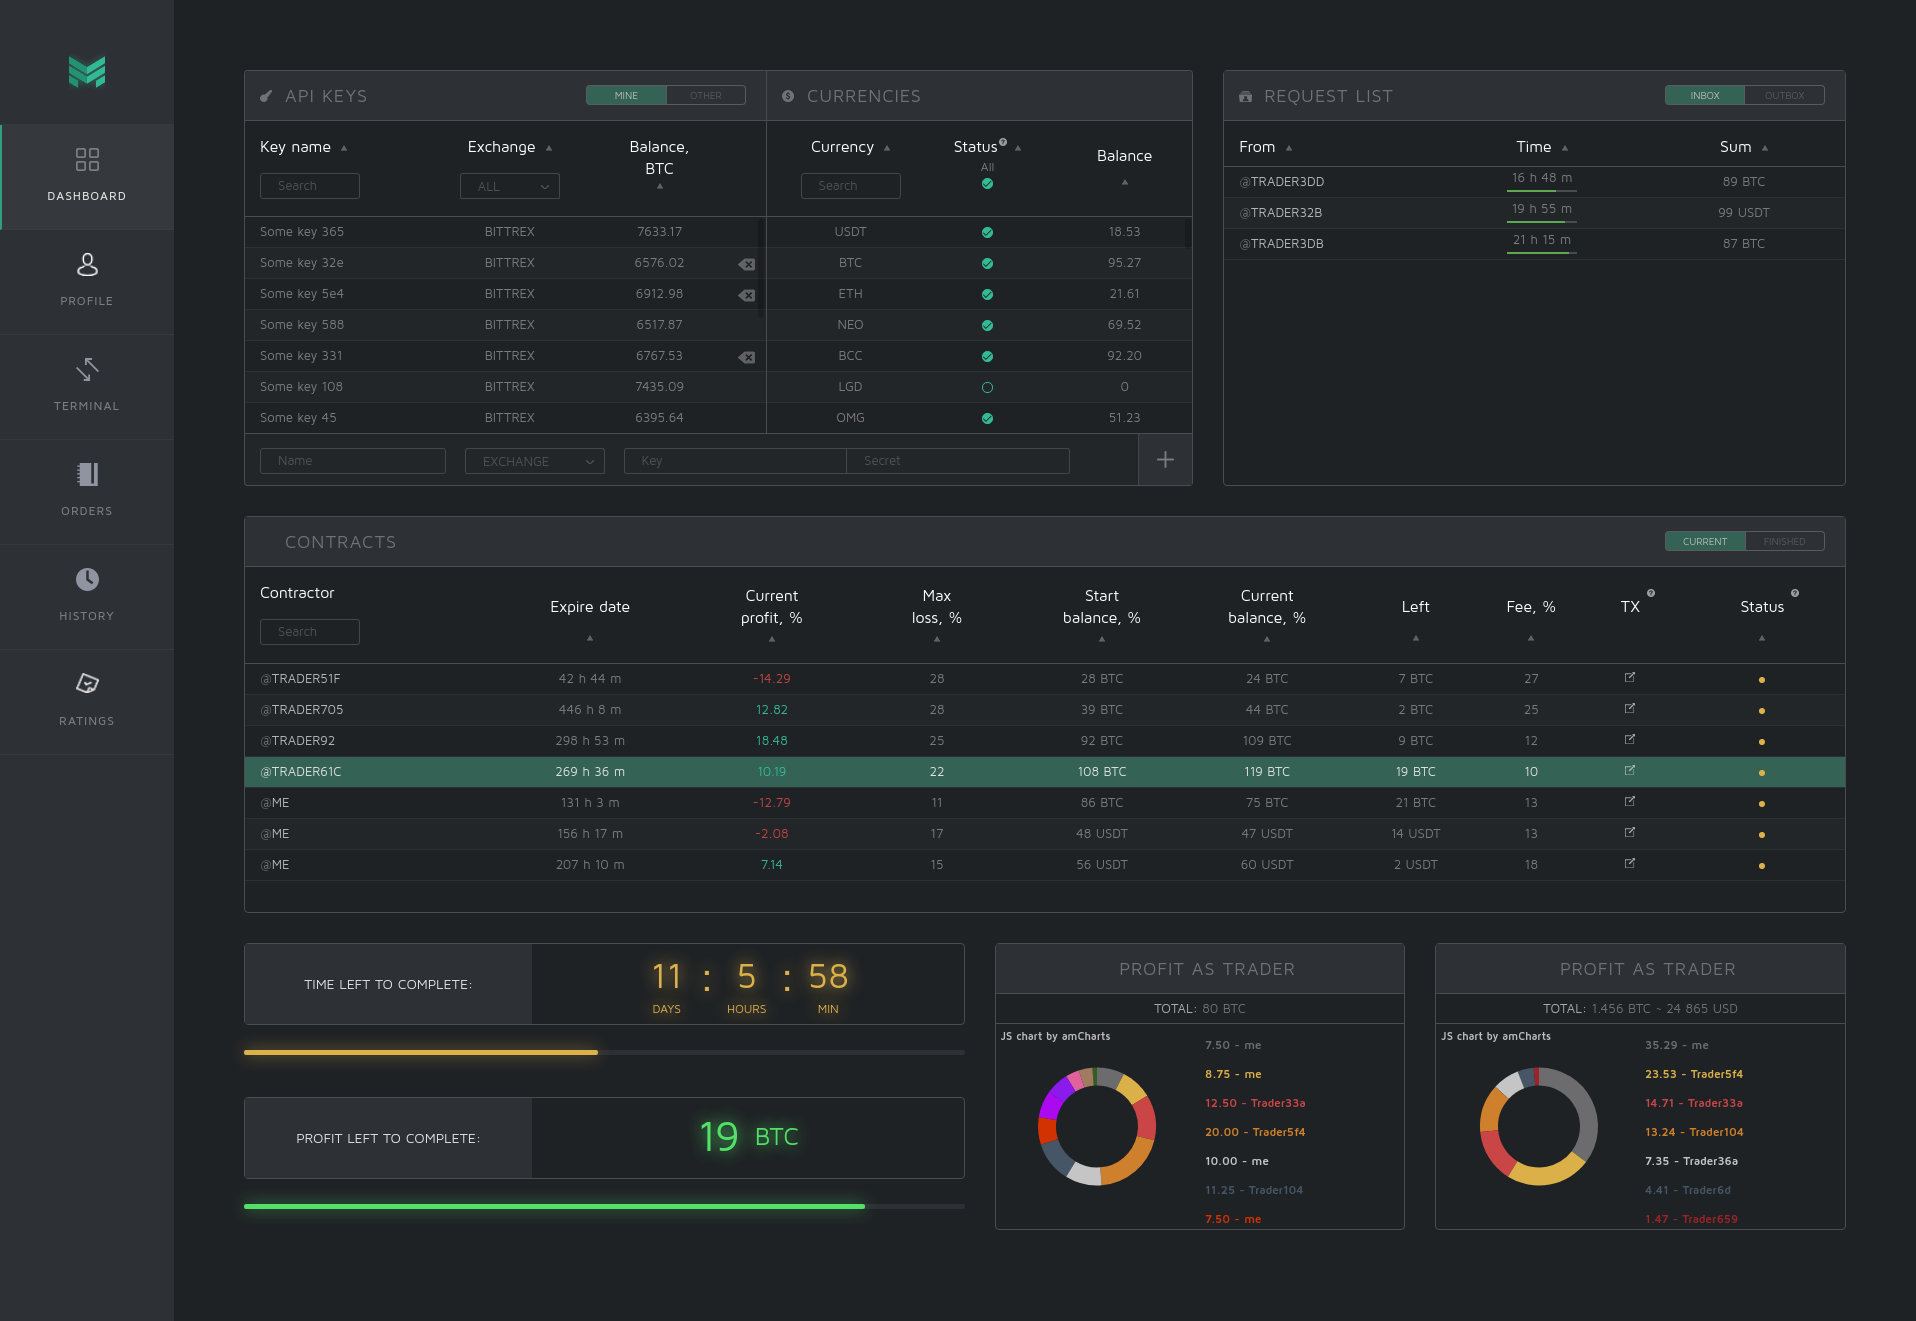 DASHBOARD
PROFILE
TERMINAL
ORDERS
HISTORY
RATINGS
API KEYS
MINE
OTHER
Key name
Exchange
Balance,
BTC
Search
ALL
Some key 365 BITTREX 7633.17
Some key 32e BITTREX 6576.02
Some key 5e4 BITTREX 6912.98
Some key 588 BITTREX 6517.87
Some key 331 BITTREX 6767.53
Some key 108 BITTREX 7435.09
Some key 45 BITTREX 6395.64
CURRENCIES
Currency
Status
Balance
All
Search
USDT 18.53
BTC 95.27
ETH 21.61
NEO 69.52
BCC 92.20
LGD 0
OMG 51.23
Name
EXCHANGE
Key
Secret
REQUEST LIST
INBOX
OUTBOX
From Time Sum
@TRADER3DD 16 h 48 m 89 BTC
@TRADER32B 19 h 55 m 99 USDT
@TRADER3DB 21 h 15 m 87 BTC
CONTRACTS
CURRENT
FINISHED
Contractor
Search
Expire date
Current
profit, %
Max
loss, %
Start
balance, %
Current
balance, %
Left
Fee, %
TX
Status
@TRADER51F 42 h 44 m -14.29 28 28 BTC 24 BTC 7 BTC 27
@TRADER705 446 h 8 m 12.82 28 39 BTC 44 BTC 2 BTC 25
@TRADER92 298 h 53 m 18.48 25 92 BTC 109 BTC 9 BTC 12
@TRADER61C 269 h 36 m 10.19 22 108 BTC 119 BTC 19 BTC 10
@ME 131 h 3 m -12.79 11 86 BTC 75 BTC 21 BTC 13
@ME 156 h 17 m -2.08 17 48 USDT 47 USDT 14 USDT 13
@ME 207 h 10 m 7.14 15 56 USDT 60 USDT 2 USDT 18
TIME LEFT TO COMPLETE:
11 : 5 : 58
DAYS HOURS MIN
PROFIT LEFT TO COMPLETE:
19 BTC
PROFIT AS TRADER
TOTAL: 80 BTC
JS chart by amCharts
7.50 - me
8.75 - me
12.50 - Trader33a
20.00 - Trader5f4
10.00 - me
11.25 - Trader104
7.50 - me
PROFIT AS TRADER
TOTAL: 1.456 BTC ~ 24 865 USD
JS chart by amCharts
35.29 - me
23.53 - Trader5f4
14.71 - Trader33a
13.24 - Trader104
7.35 - Trader36a
4.41 - Trader6d
1.47 - Trader659